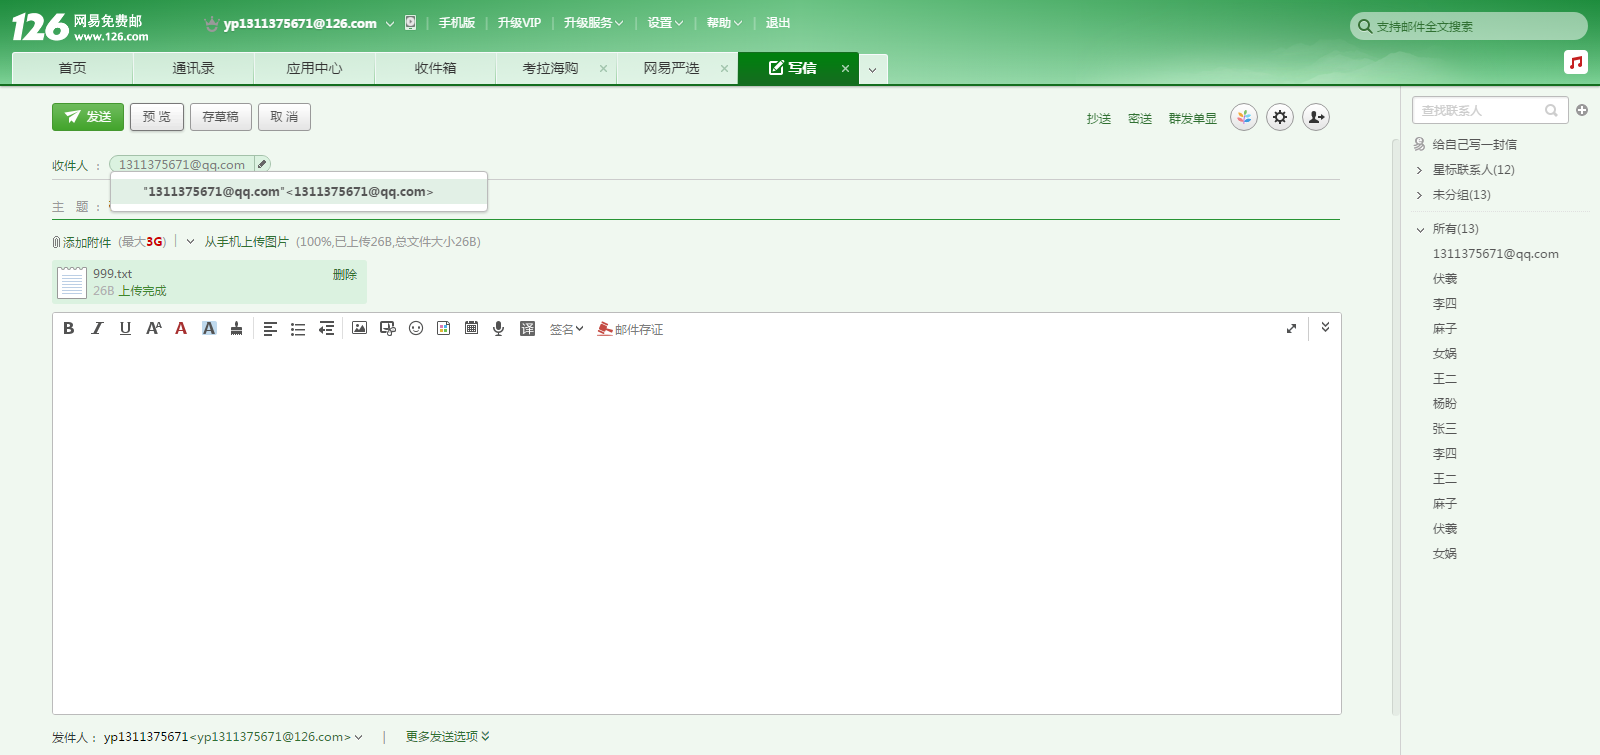 126 网易免费邮
www.126.com
yp1311375671@126.com 手机版 升级VIP 升级服务 设置 帮助 退出
支持邮件全文搜索
首页 通讯录 应用中心 收件箱 考拉海购 网易严选 写信
发送 预 览 存草稿 取 消
抄送 密送 群发单显
收件人 : 1311375671@qq.com
"1311375671@qq.com"<1311375671@qq.com>
主 题 :
添加附件 (最大3G) 从手机上传图片 (100%,已上传26B,总文件大小26B)
999.txt 删除
26B 上传完成
B I U AA A A 译 签名 邮件存证
发件人 : yp1311375671<yp1311375671@126.com> | 更多发送选项
查找联系人
给自己写一封信
星标联系人(12)
未分组(13)
所有(13)
1311375671@qq.com
伏羲
李四
麻子
女娲
王二
杨盼
张三
李四
王二
麻子
伏羲
女娲